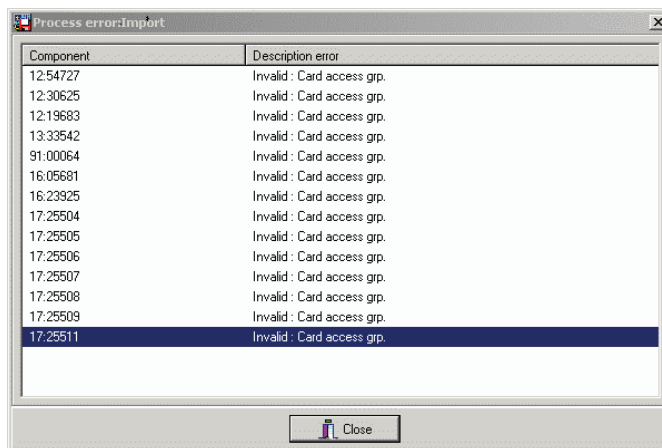 Process error:Import
Component Description error
12:54727 Invalid : Card access grp.
12:30625 Invalid : Card access grp.
12:19683 Invalid : Card access grp.
13:33542 Invalid : Card access grp.
91:00064 Invalid : Card access grp.
16:05681 Invalid : Card access grp.
16:23925 Invalid : Card access grp.
17:25504 Invalid : Card access grp.
17:25505 Invalid : Card access grp.
17:25506 Invalid : Card access grp.
17:25507 Invalid : Card access grp.
17:25508 Invalid : Card access grp.
17:25509 Invalid : Card access grp.
17:25511 Invalid : Card access grp.
Close